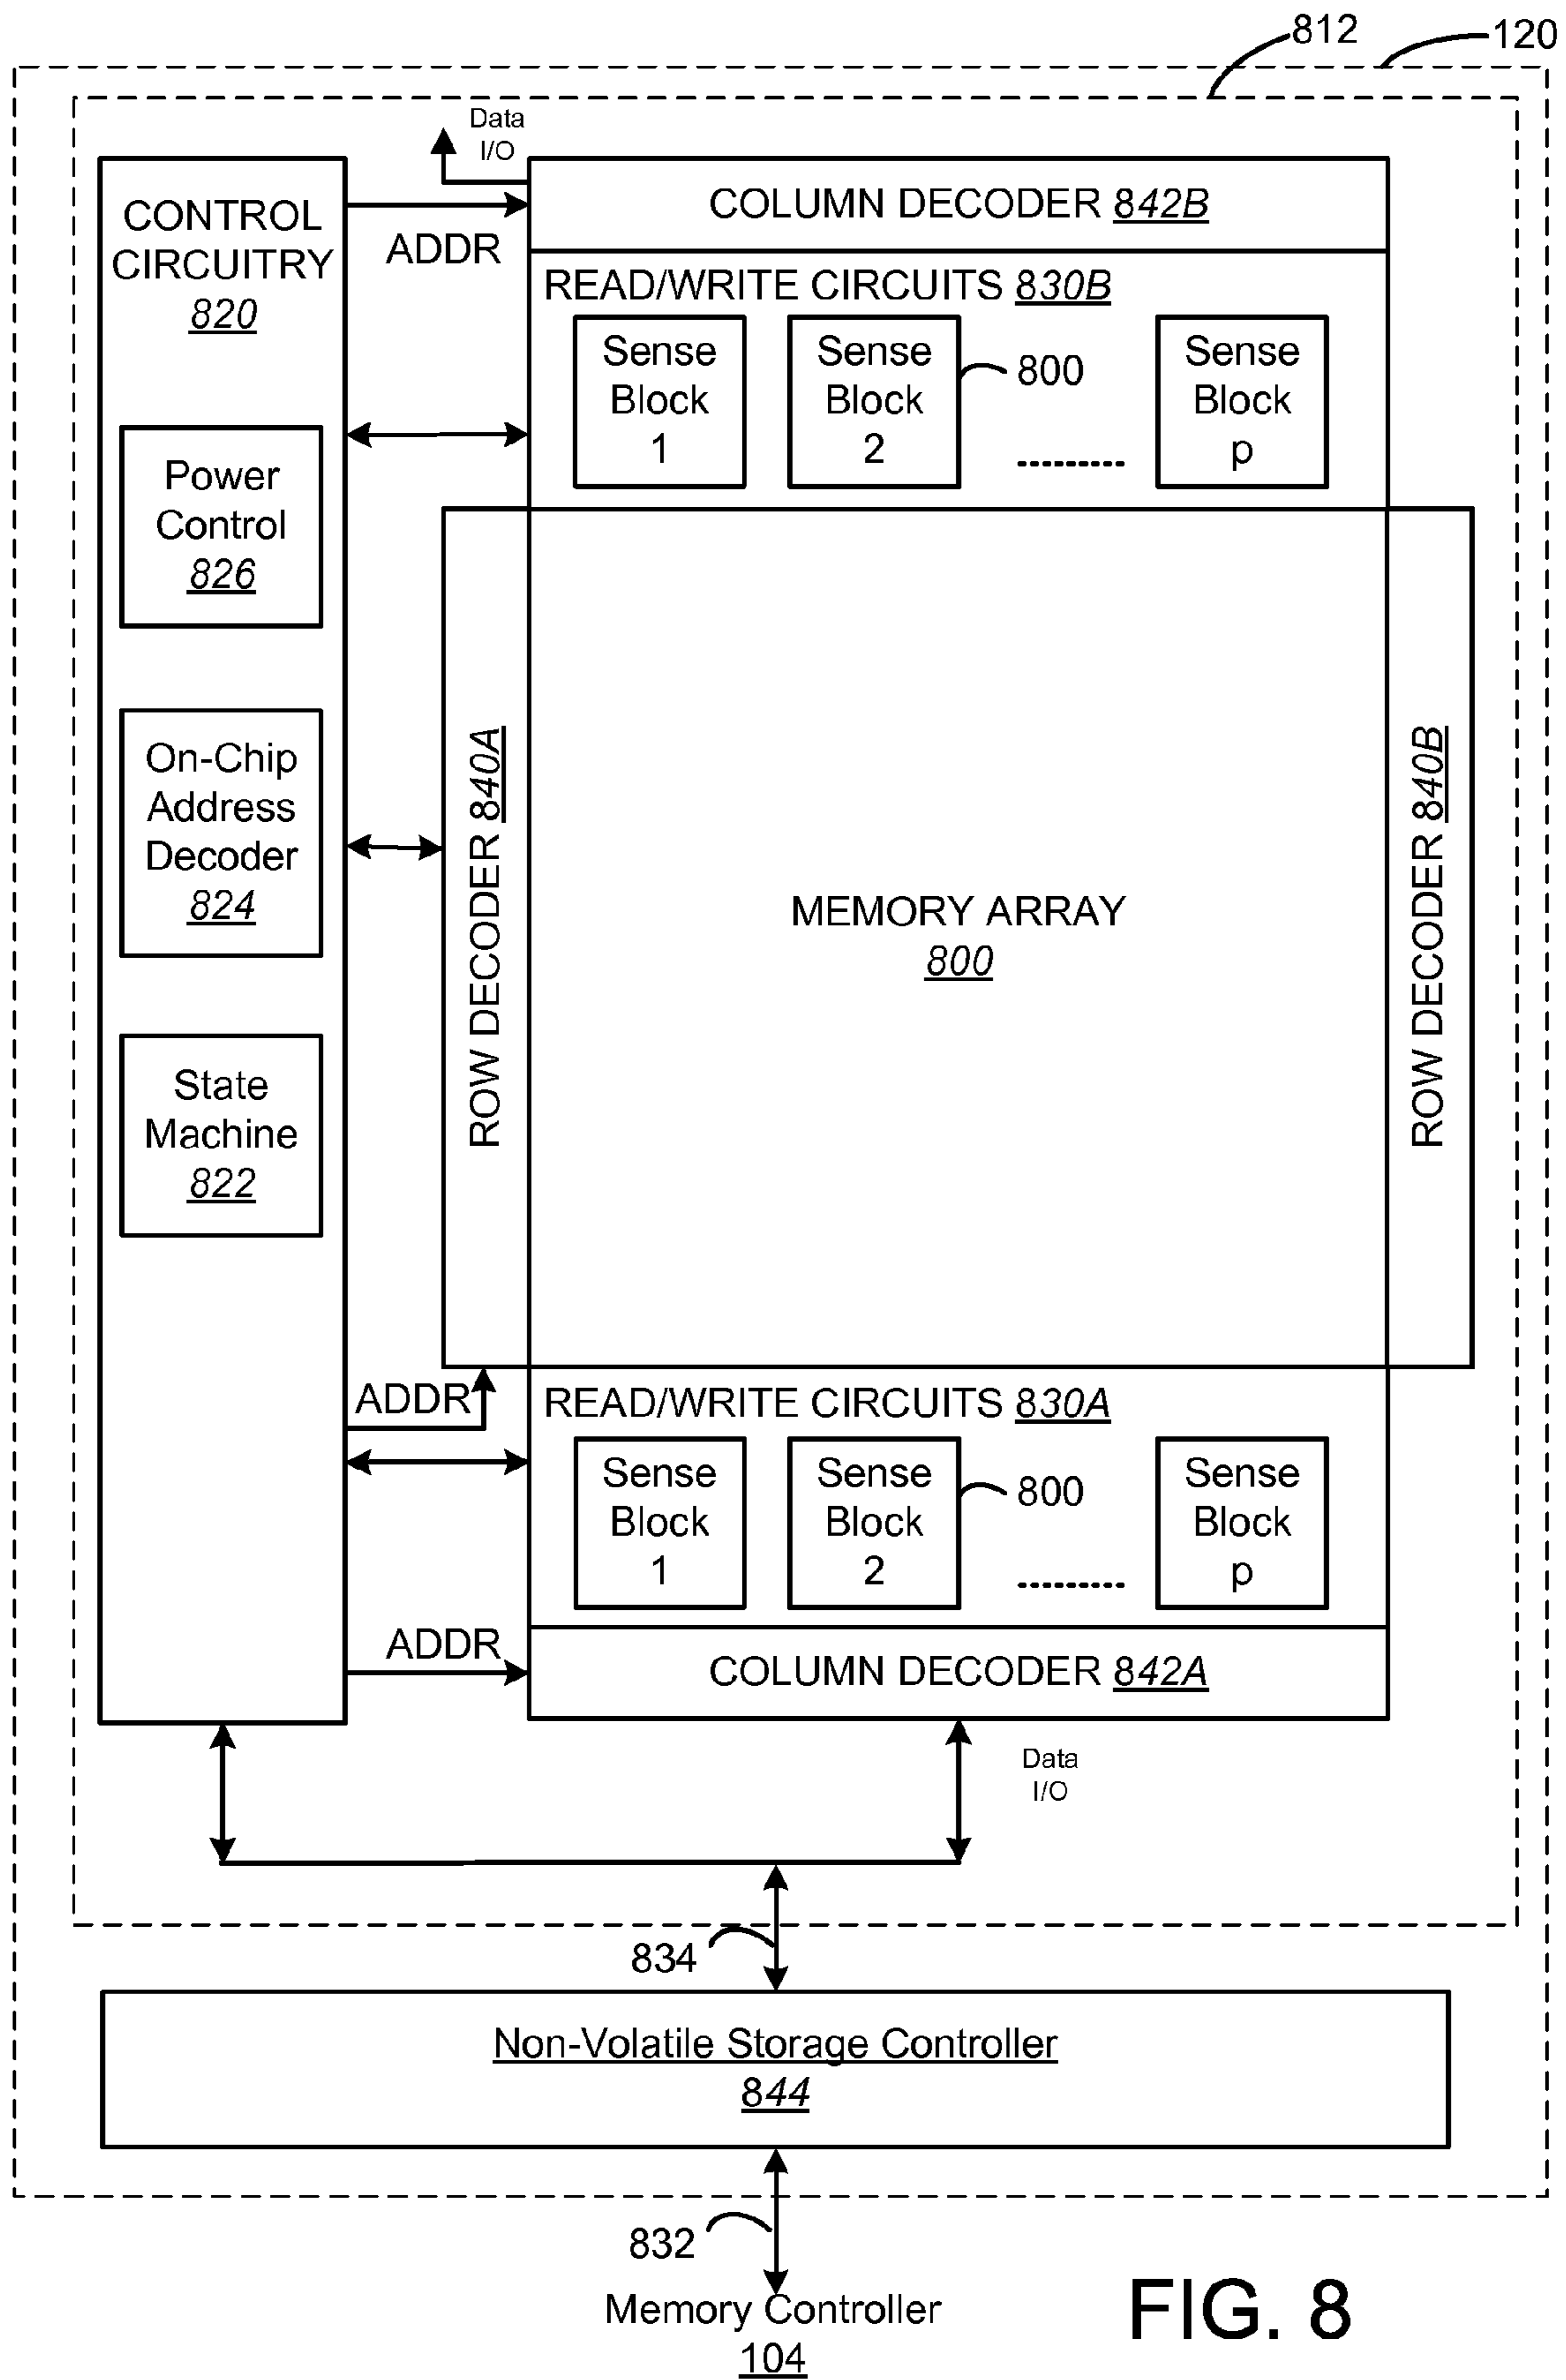 812
120
Data
I/O
CONTROL
CIRCUITRY
820
ADDR
COLUMN DECODER 842B
READ/WRITE CIRCUITS 830B
Sense
Block
1
Sense
Block
2
800
Sense
Block
p
Power
Control
826
On-Chip
Address
Decoder
824
State
Machine
822
ROW DECODER 840A
MEMORY ARRAY
800
ROW DECODER 840B
ADDR
READ/WRITE CIRCUITS 830A
Sense
Block
1
Sense
Block
2
800
Sense
Block
p
ADDR
COLUMN DECODER 842A
Data
I/O
834
Non-Volatile Storage Controller
844
832
Memory Controller
104
FIG. 8